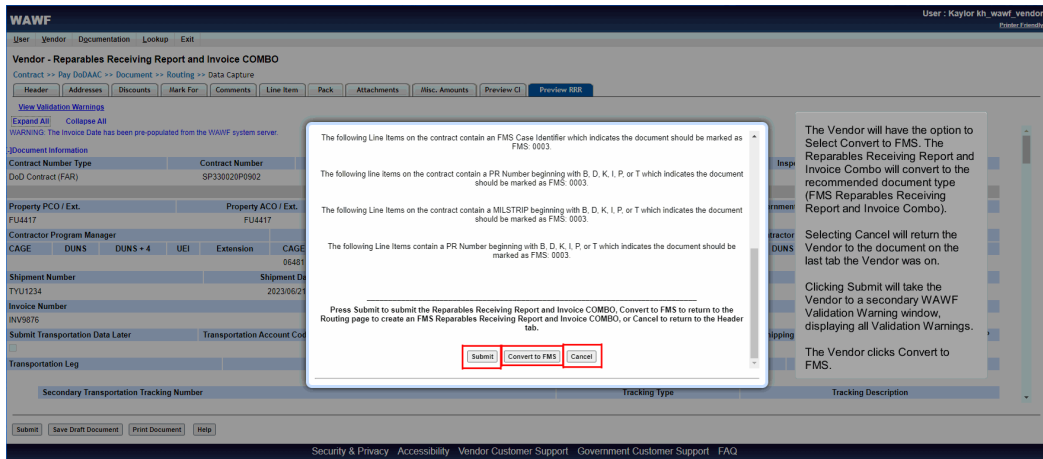 WAWF
User : Kaylor kh_wawf_vendor
Printer Friendly
User Vendor Documentation Lookup Exit
Vendor - Reparables Receiving Report and Invoice COMBO
Contract >> Pay DoDAAC >> Document >> Routing >> Data Capture
Header Addresses Discounts Mark For Comments Line Item Pack Attachments Misc. Amounts Preview CI Preview RRR
View Validation Warnings
Expand All Collapse All
WARNING: The Invoice Date has been pre-populated from the WAWF system server.
-]Document Information
Contract Number Type Contract Number Inspe
DoD Contract (FAR) SP330020P0902
Property PCO / Ext. Property ACO / Ext. ernment
FU4417 FU4417
Contractor Program Manager tractor
CAGE DUNS DUNS + 4 UEI Extension CAGE DUNS
06481
Shipment Number Shipment Da
TYU1234 2023/06/21
Invoice Number
INV9876
Submit Transportation Data Later Transportation Account Cod hipping P
Transportation Leg
Secondary Transportation Tracking Number Tracking Type Tracking Description
The following Line Items on the contract contain an FMS Case Identifier which indicates the document should be marked as
FMS: 0003.
The following line items on the contract contain a PR Number beginning with B, D, K, I, P, or T which indicates the document
should be marked as FMS: 0003.
The following Line Items on the contract contain a MILSTRIP beginning with B, D, K, I, P, or T which indicates the document
should be marked as FMS: 0003.
The following Line Items contain a PR Number beginning with B, D, K, I, P, or T which indicates the document should be
marked as FMS: 0003.
Press Submit to submit the Reparables Receiving Report and Invoice COMBO, Convert to FMS to return to the
Routing page to create an FMS Reparables Receiving Report and Invoice COMBO, or Cancel to return to the Header
tab.
Submit Convert to FMS Cancel
The Vendor will have the option to
Select Convert to FMS. The
Reparables Receiving Report and
Invoice Combo will convert to the
recommended document type
(FMS Reparables Receiving
Report and Invoice Combo).
Selecting Cancel will return the
Vendor to the document on the
last tab the Vendor was on.
Clicking Submit will take the
Vendor to a secondary WAWF
Validation Warning window,
displaying all Validation Warnings.
The Vendor clicks Convert to
FMS.
Submit Save Draft Document Print Document Help
Security & Privacy Accessibility Vendor Customer Support Government Customer Support FAQ